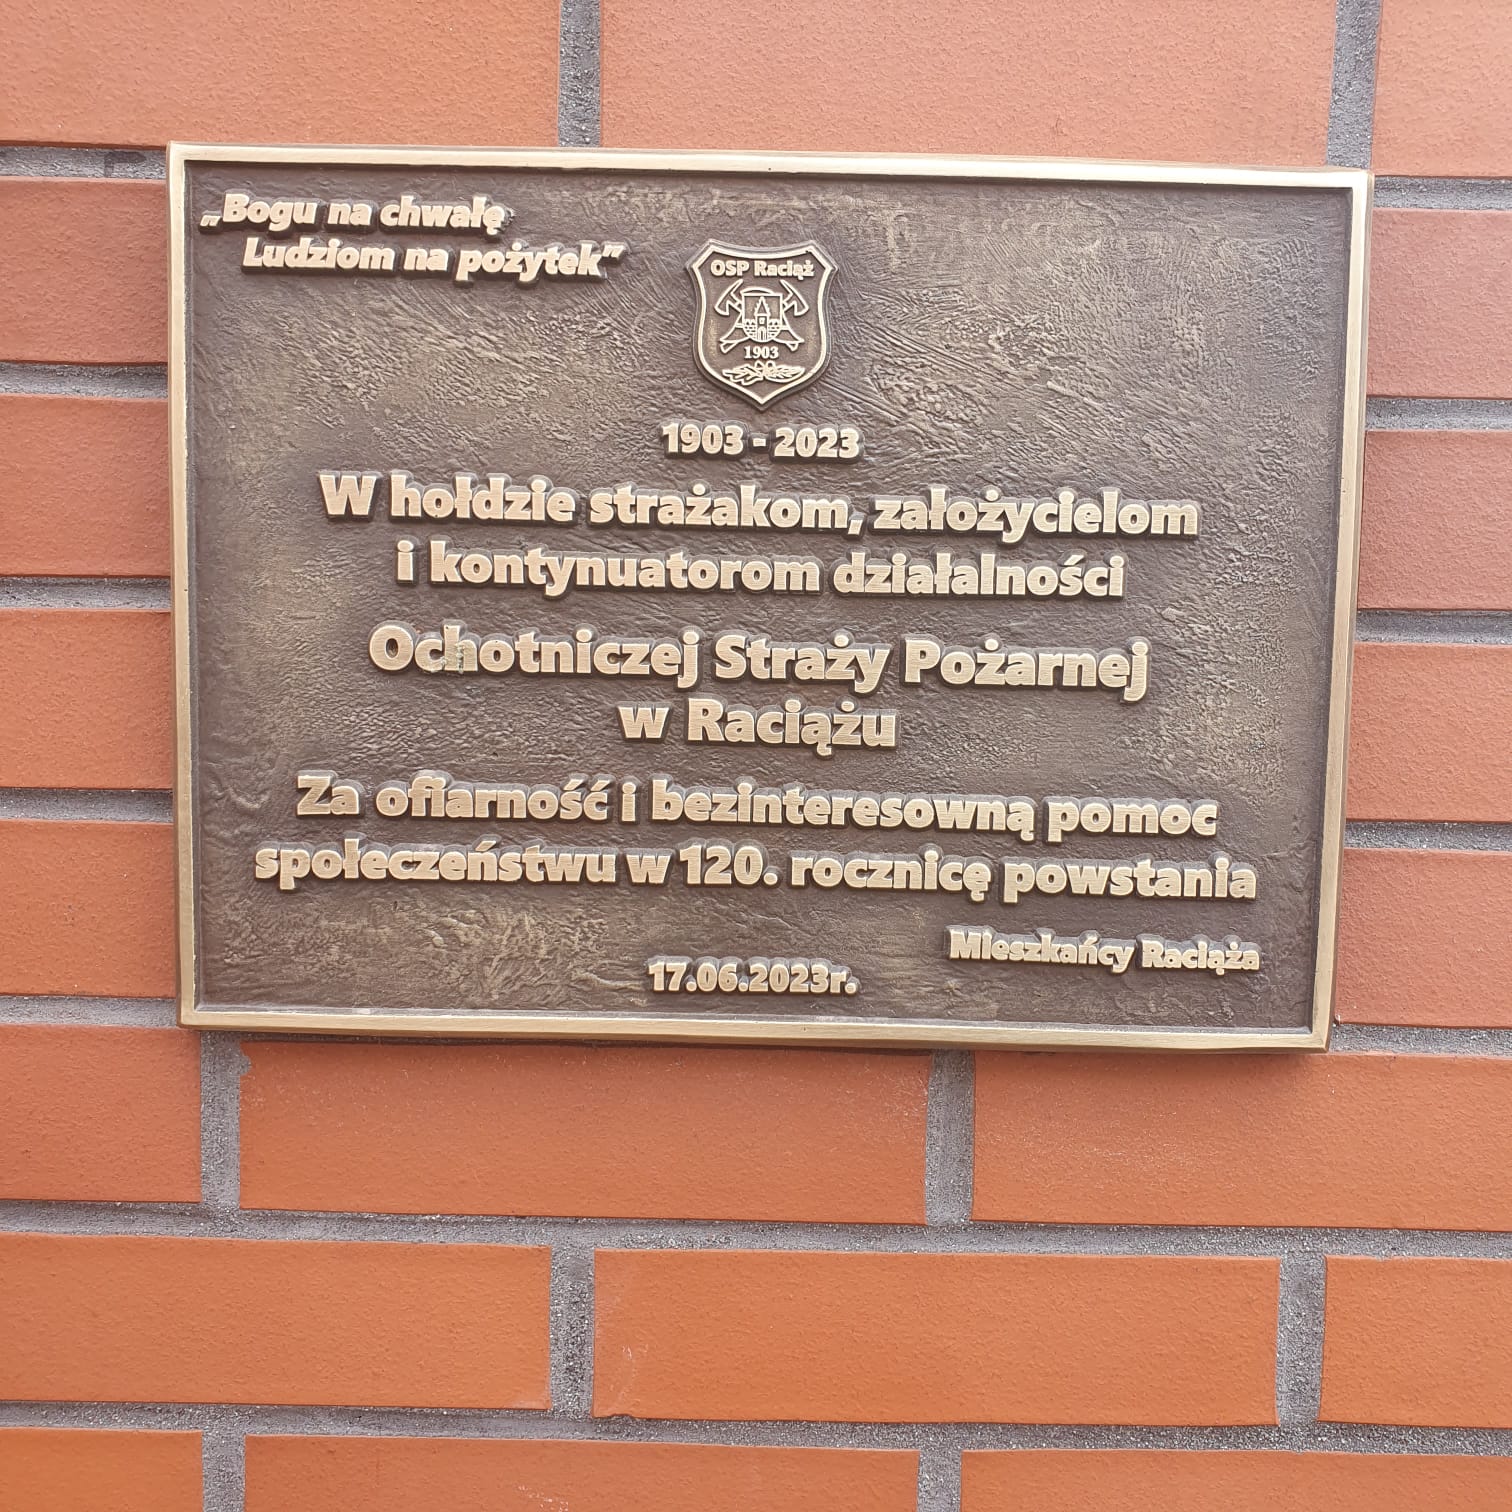 „Bogu na chwałę
Ludziom na pożytek”
OSP Raciąż
1903
1903 - 2023
W hołdzie strażakom, założycielom
i kontynuatorom działalności
Ochotniczej Straży Pożarnej
w Raciążu
Za ofiarność i bezinteresowną pomoc
społeczeństwu w 120. rocznicę powstania
Mieszkańcy Raciąża
17.06.2023r.